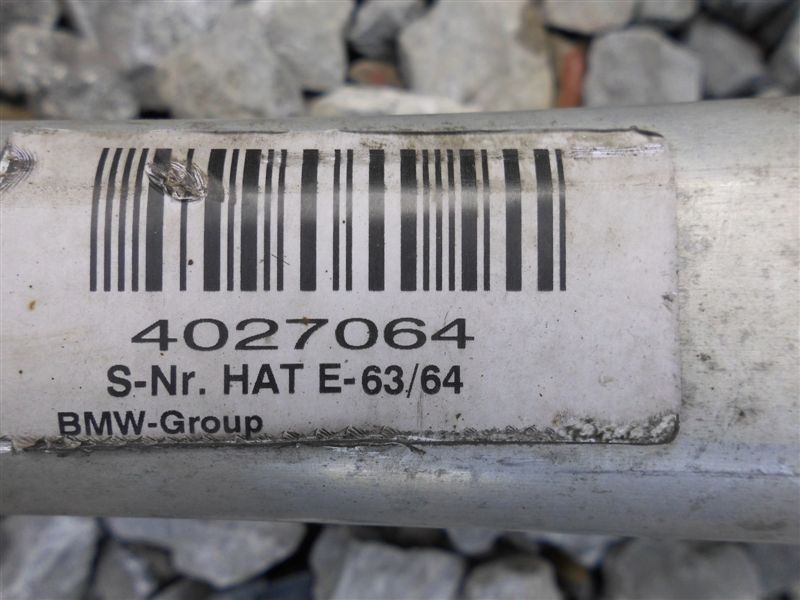 4027064
S-Nr. HAT E-63/64
BMW-Group